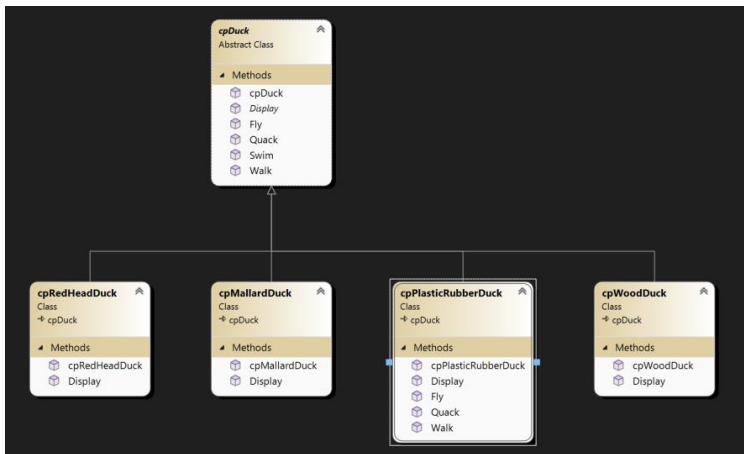 cpDuck
Abstract Class
Methods
cpDuck
Display
Fly
Quack
Swim
Walk
cpRedHeadDuck
Class
cpDuck
Methods
cpRedHeadDuck
Display
cpMallardDuck
Class
cpDuck
Methods
cpMallardDuck
Display
cpPlasticRubberDuck
Class
cpDuck
Methods
cpPlasticRubberDuck
Display
Fly
Quack
Walk
cpWoodDuck
Class
cpDuck
Methods
cpWoodDuck
Display